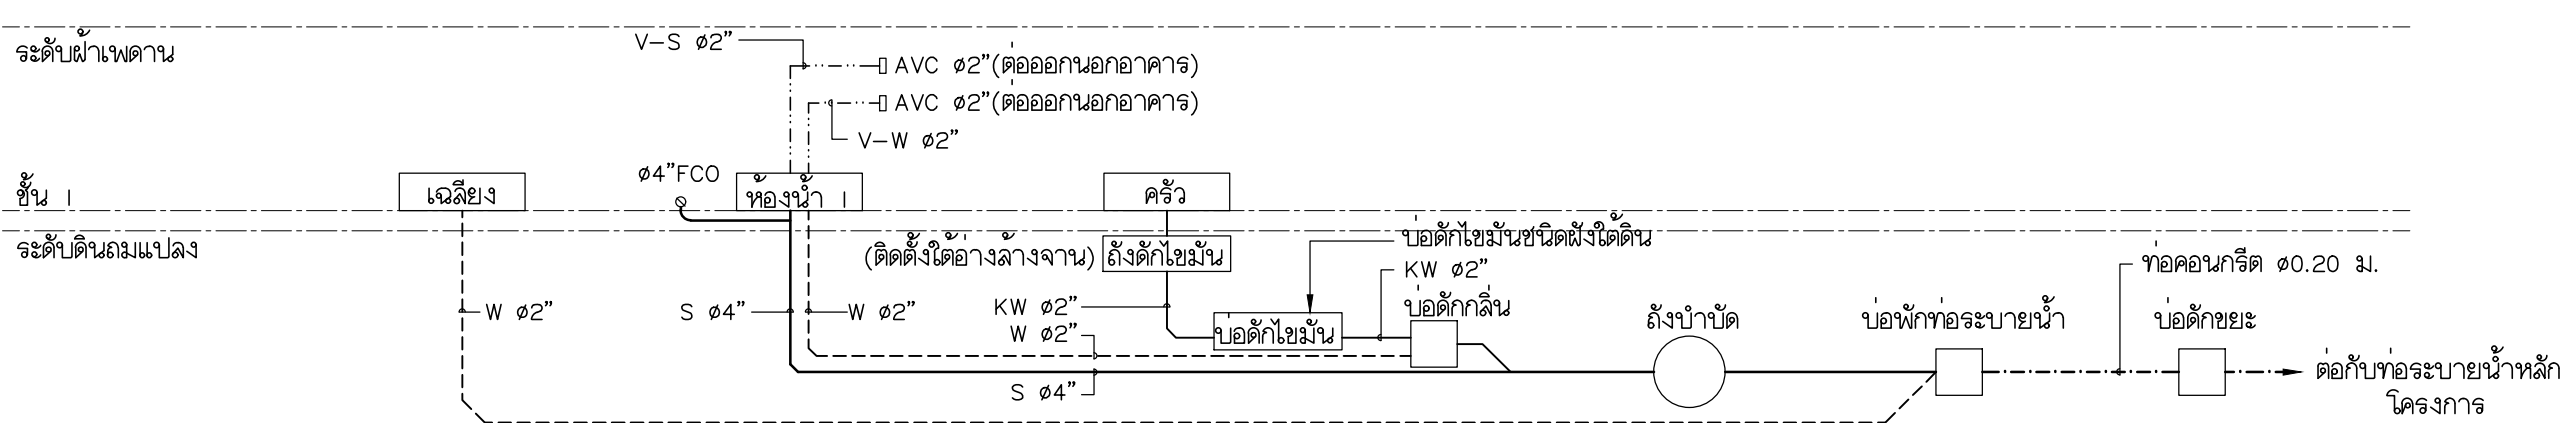 ระดับฝ้าเพดาน
V-S ø2"
AVC ø2"(ต่อออกนอกอาคาร)
AVC ø2"(ต่อออกนอกอาคาร)
V-W ø2"
ชั้น 1
เฉลียง
ø4"FCO
ห้องน้ำ 1
ครัว
ระดับดินถมแปลง
(ติดตั้งใต้อ่างล้างจาน)
ถังดักไขมัน
บ่อดักไขมันชนิดฝังใต้ดิน
KW ø2"
ท่อคอนกรีต ø0.20 ม.
W ø2"
S ø4"
W ø2"
KW ø2"
W ø2"
บ่อดักไขมัน
บ่อดักกลิ่น
ถังบำบัด
บ่อพักท่อระบายน้ำ
บ่อดักขยะ
S ø4"
ต่อกับท่อระบายน้ำหลัก
โครงการ